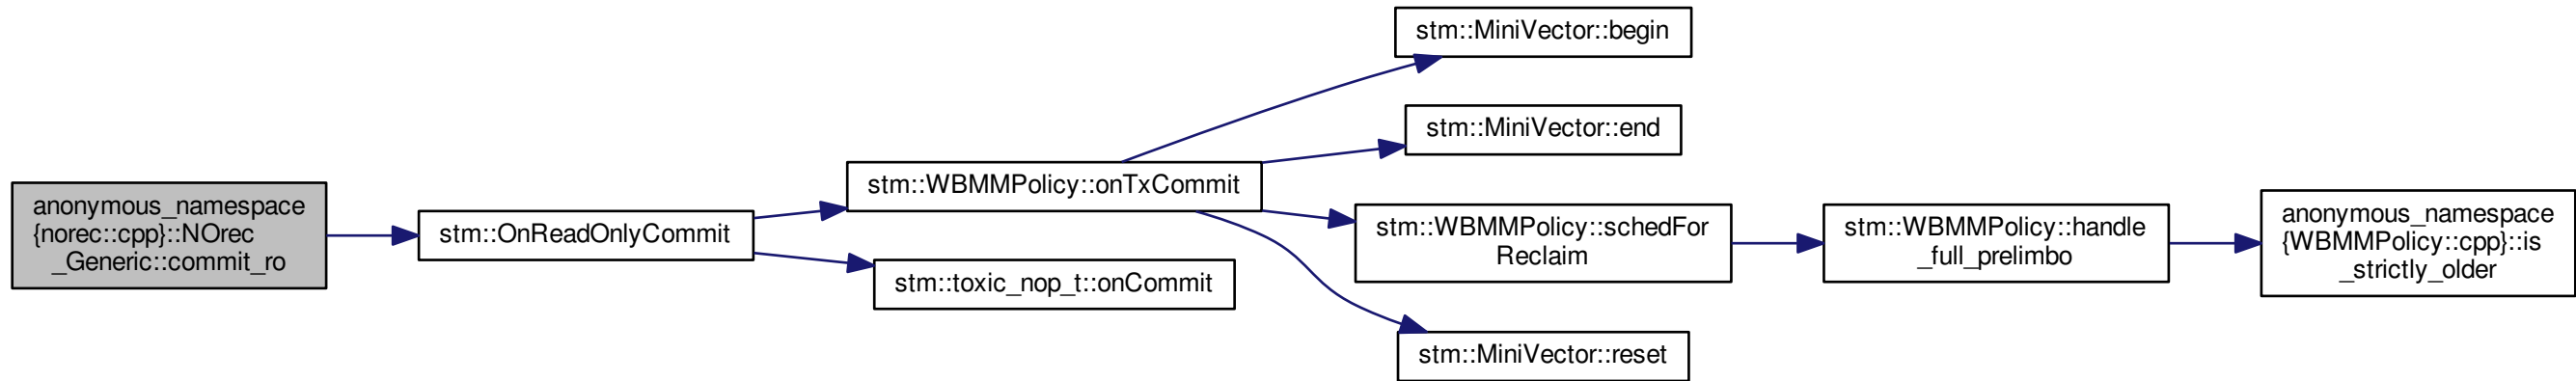 anonymous_namespace
{norec::cpp}::NOrec
_Generic::commit_ro
stm::OnReadOnlyCommit
stm::WBMMPolicy::onTxCommit
stm::toxic_nop_t::onCommit
stm::MiniVector::begin
stm::MiniVector::end
stm::WBMMPolicy::schedFor
Reclaim
stm::MiniVector::reset
stm::WBMMPolicy::handle
_full_prelimbo
anonymous_namespace
{WBMMPolicy::cpp}::is
_strictly_older